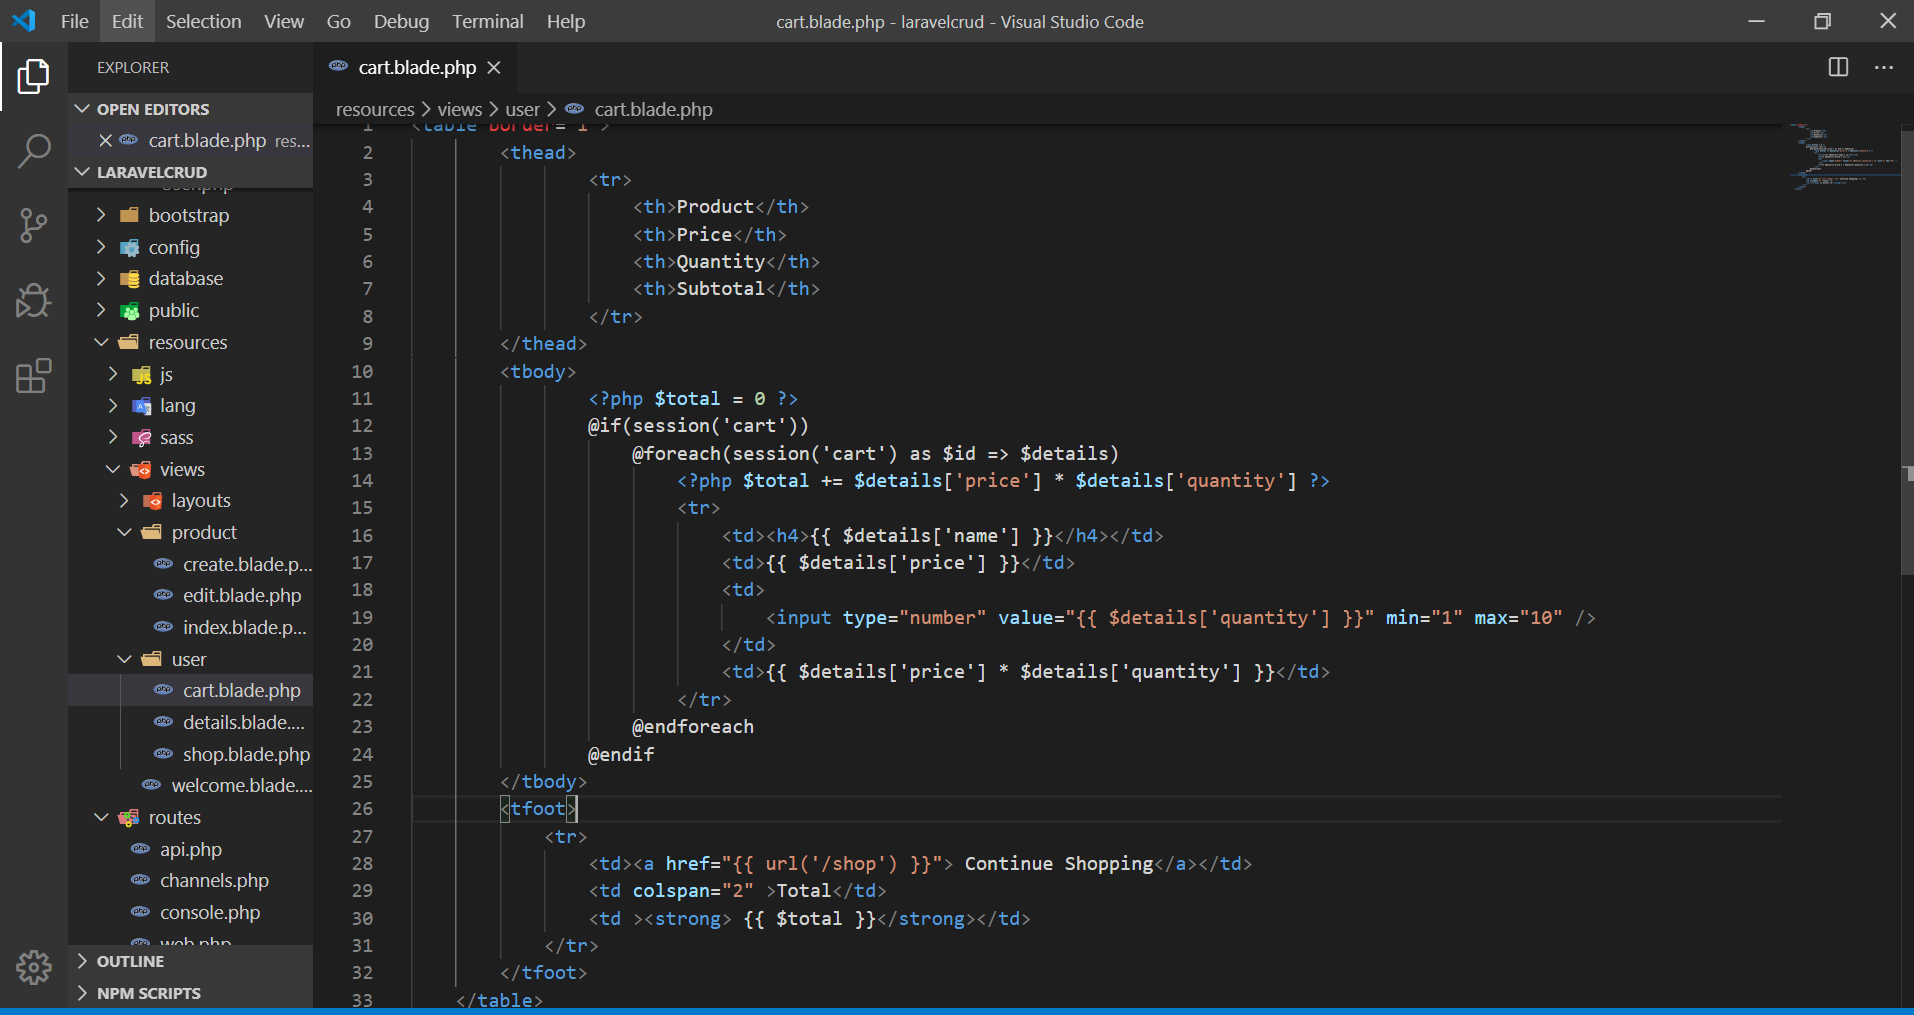 File Edit Selection View Go Debug Terminal Help
cart.blade.php - laravelcrud - Visual Studio Code
EXPLORER
OPEN EDITORS
cart.blade.php res...
LARAVELCRUD
User.php
bootstrap
config
database
public
resources
js
lang
sass
views
layouts
product
create.blade.p...
edit.blade.php
index.blade.p...
user
cart.blade.php
details.blade....
shop.blade.php
welcome.blade....
routes
api.php
channels.php
console.php
web.php
OUTLINE
NPM SCRIPTS
cart.blade.php
resources > views > user > cart.blade.php
1 <table border="1">
2 <thead>
3 <tr>
4 <th>Product</th>
5 <th>Price</th>
6 <th>Quantity</th>
7 <th>Subtotal</th>
8 </tr>
9 </thead>
10 <tbody>
11 <?php $total = 0 ?>
12 @if(session('cart'))
13 @foreach(session('cart') as $id => $details)
14 <?php $total += $details['price'] * $details['quantity'] ?>
15 <tr>
16 <td><h4>{{ $details['name'] }}</h4></td>
17 <td>{{ $details['price'] }}</td>
18 <td>
19 <input type="number" value="{{ $details['quantity'] }}" min="1" max="10" />
20 </td>
21 <td>{{ $details['price'] * $details['quantity'] }}</td>
22 </tr>
23 @endforeach
24 @endif
25 </tbody>
26 <tfoot>
27 <tr>
28 <td><a href="{{ url('/shop') }}"> Continue Shopping</a></td>
29 <td colspan="2" >Total</td>
30 <td ><strong> {{ $total }}</strong></td>
31 </tr>
32 </tfoot>
33 </table>